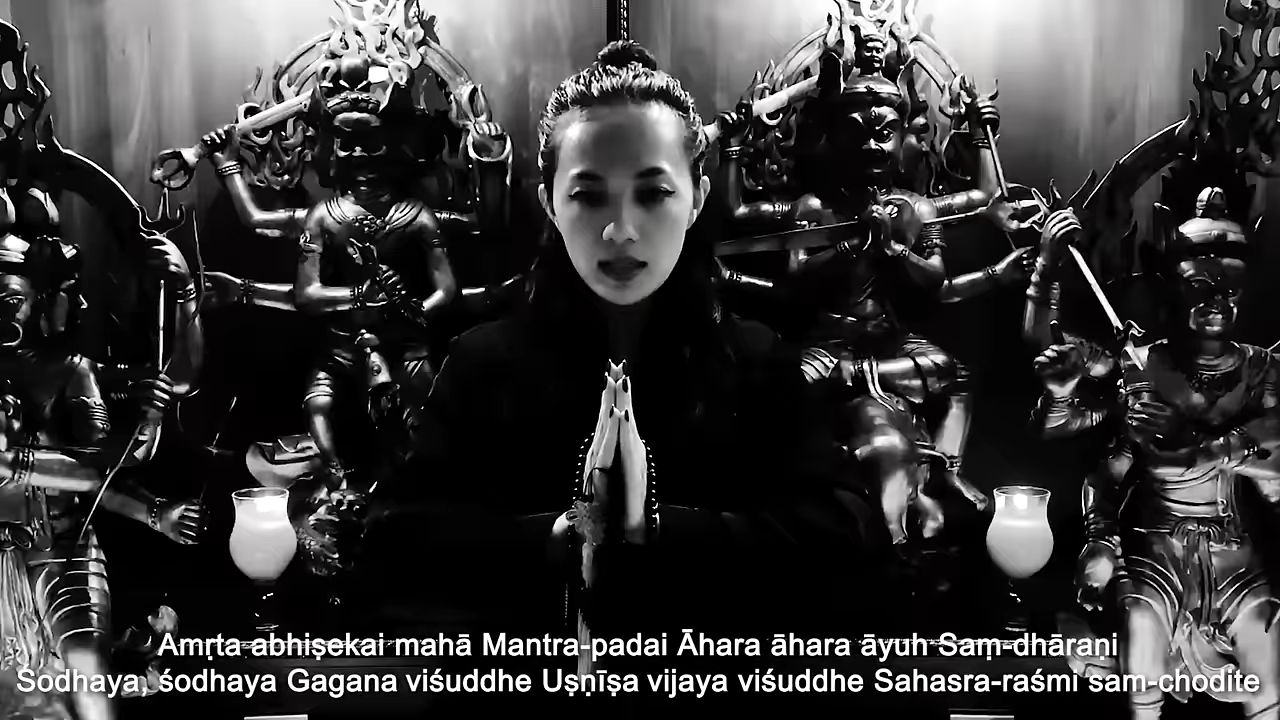 Amṛta abhiṣekai mahā Mantra-padai Āhara āhara āyuh Saṃ-dhāraṇi
Śodhaya, śodhaya Gagana viśuddhe Uṣṇīṣa vijaya viśuddhe Sahasra-raśmi sam-chodite